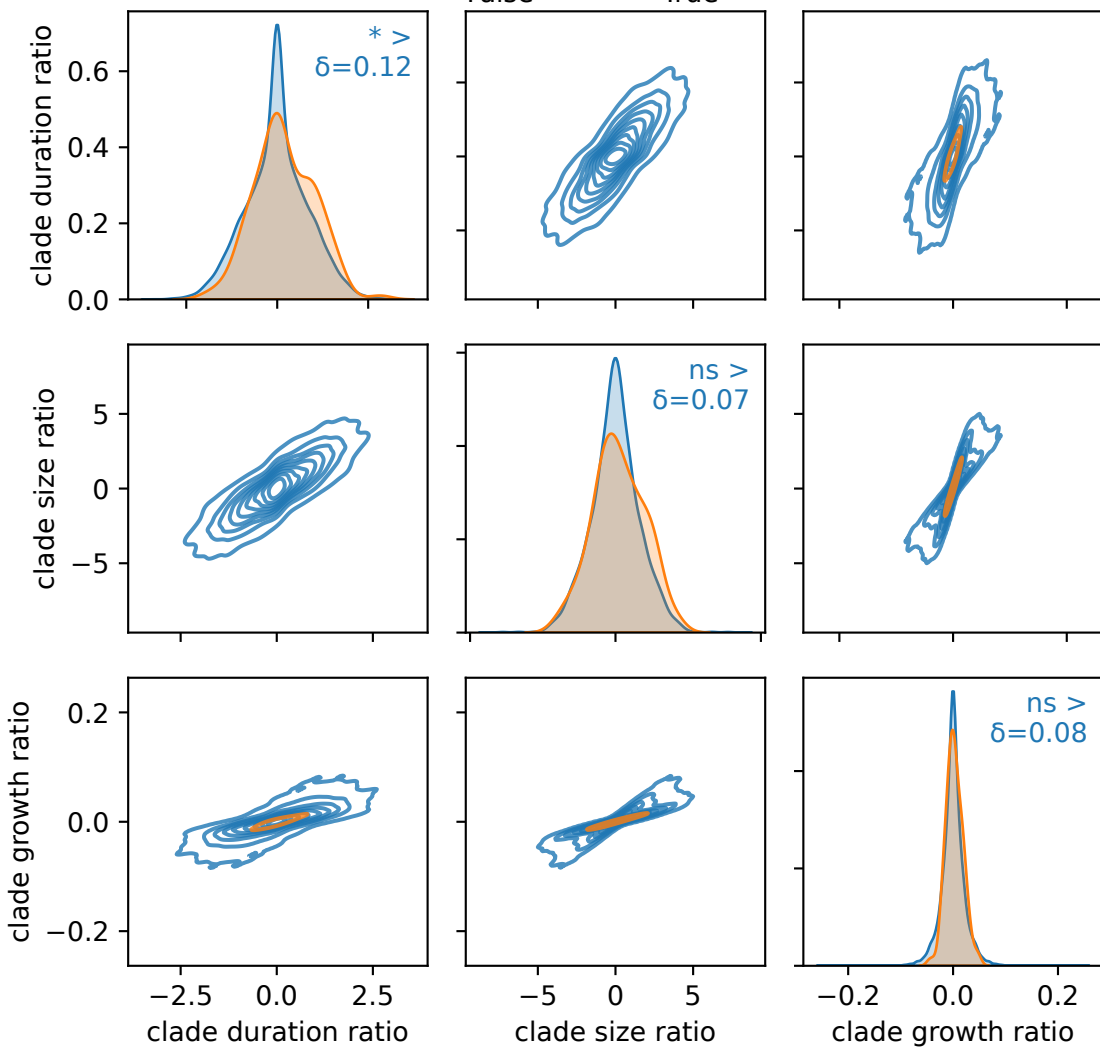 clade duration ratio
0.6
0.4
0.2
0.0
* >
δ=0.12
clade size ratio
5
0
−5
ns >
δ=0.07
clade growth ratio
0.2
0.0
−0.2
ns >
δ=0.08
−2.5 0.0 2.5
clade duration ratio
−5 0 5
clade size ratio
−0.2 0.0 0.2
clade growth ratio